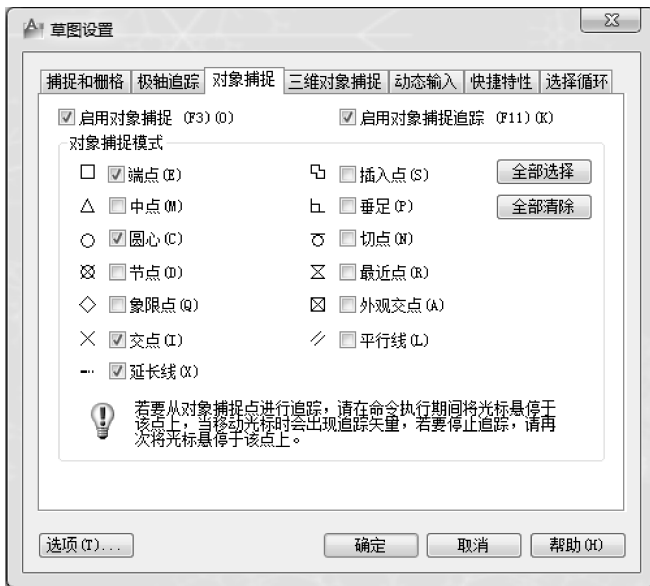 草图设置
捕捉和栅格 极轴追踪 对象捕捉 三维对象捕捉 动态输入 快捷特性 选择循环
启用对象捕捉 (F3)(O) 启用对象捕捉追踪 (F11)(K)
对象捕捉模式
端点(E) 插入点(S) 全部选择
中点(M) 垂足(P) 全部清除
圆心(C) 切点(N)
节点(D) 最近点(R)
象限点(Q) 外观交点(A)
交点(I) 平行线(L)
延长线(X)
若要从对象捕捉点进行追踪，请在命令执行期间将光标悬停于
该点上，当移动光标时会出现追踪矢量，若要停止追踪，请再
次将光标悬停于该点上。
选项(T)... 确定 取消 帮助(H)